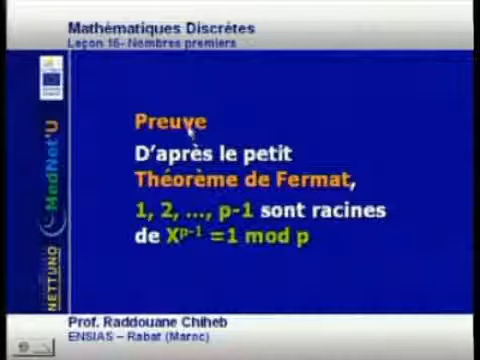 Mathématiques Discrétes
Leçon 16- Nombres premiers
Preuve
D'après le petit
Théorème de Fermat,
1, 2, ..., p-1 sont racines
de Xᵖ⁻¹ =1 mod p
MedNet'U
NETTUNO
Prof. Raddouane Chiheb
ENSIAS – Rabat (Maroc)